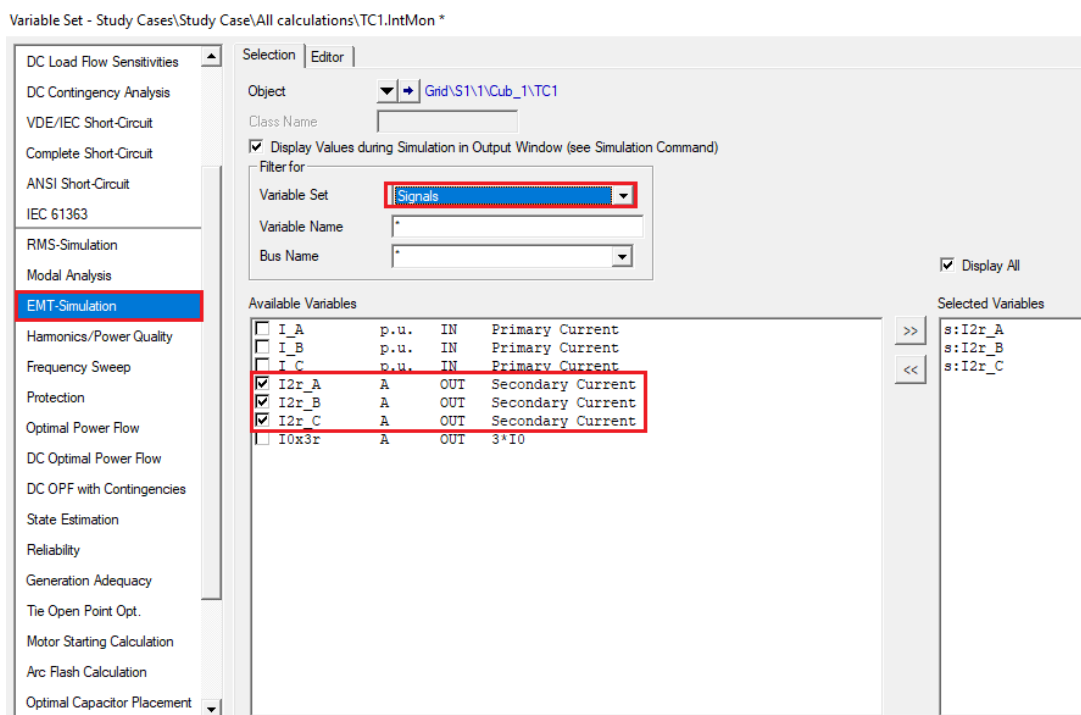 Variable Set - Study Cases\Study Case\All calculations\TC1.IntMon *
DC Load Flow Sensitivities
DC Contingency Analysis
VDE/IEC Short-Circuit
Complete Short-Circuit
ANSI Short-Circuit
IEC 61363
RMS-Simulation
Modal Analysis
EMT-Simulation
Harmonics/Power Quality
Frequency Sweep
Protection
Optimal Power Flow
DC Optimal Power Flow
DC OPF with Contingencies
State Estimation
Reliability
Generation Adequacy
Tie Open Point Opt.
Motor Starting Calculation
Arc Flash Calculation
Optimal Capacitor Placement
Selection Editor
Object Grid\S1\1\Cub_1\TC1
Class Name
Display Values during Simulation in Output Window (see Simulation Command)
Filter for
Variable Set Signals
Variable Name *
Bus Name *
Display All
Available Variables
I_A p.u. IN Primary Current
I_B p.u. IN Primary Current
I_C p.u. IN Primary Current
I2r_A A OUT Secondary Current
I2r_B A OUT Secondary Current
I2r_C A OUT Secondary Current
I0x3r A OUT 3*I0
>>
<<
Selected Variables
s:I2r_A
s:I2r_B
s:I2r_C